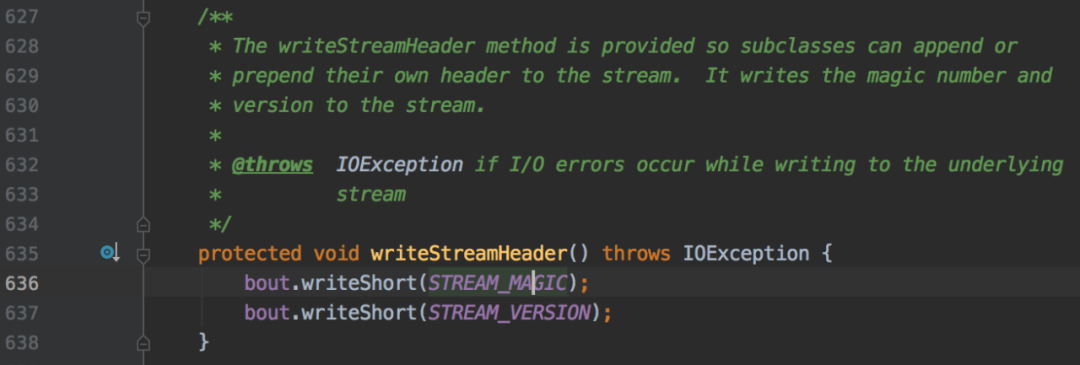 627 /**
628 * The writeStreamHeader method is provided so subclasses can append or
629 * prepend their own header to the stream.  It writes the magic number and
630 * version to the stream.
631 *
632 * @throws  IOException if I/O errors occur while writing to the underlying
633 *          stream
634 */
635 protected void writeStreamHeader() throws IOException {
636 bout.writeShort(STREAM_MAGIC);
637 bout.writeShort(STREAM_VERSION);
638 }